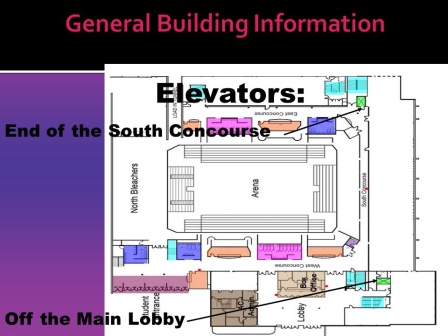 General Building Information
Elevators:
End of the South Concourse
East Concourse
North Bleachers
Arena
South Concourse
West Concourse
Box Office
Student Entrance
Lobby
Off the Main Lobby